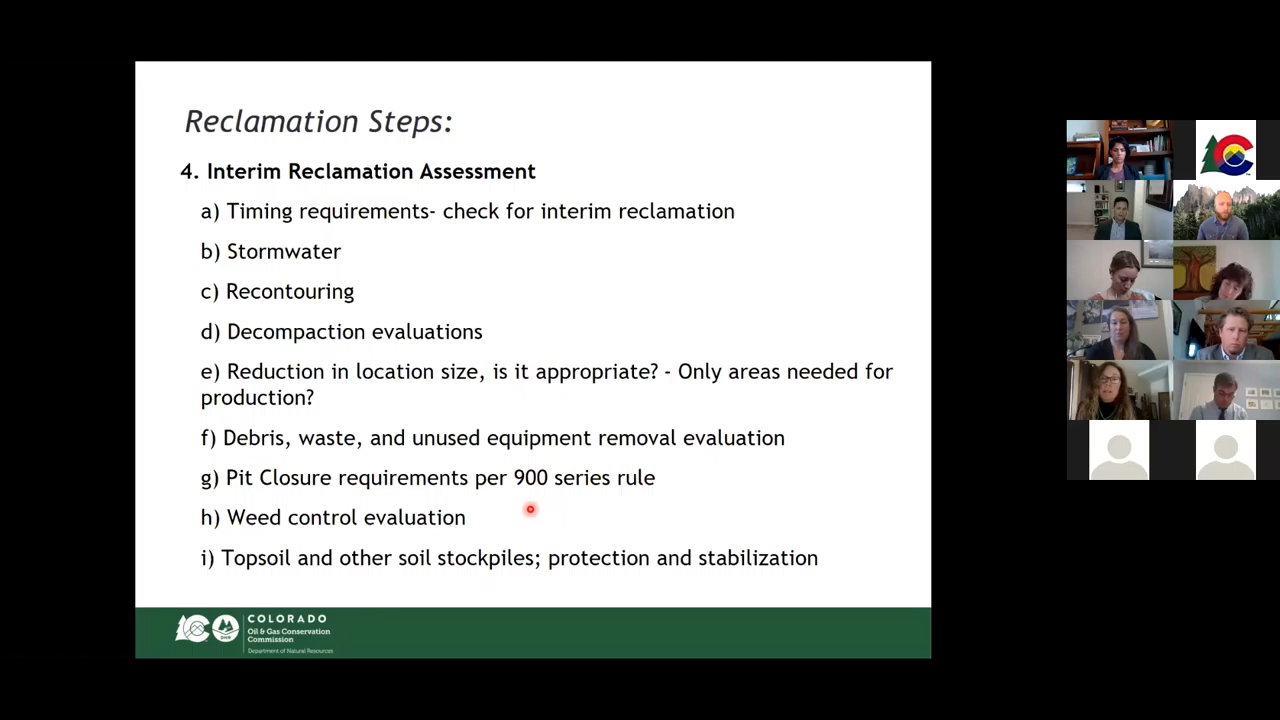 Reclamation Steps:
4. Interim Reclamation Assessment
a) Timing requirements- check for interim reclamation
b) Stormwater
c) Recontouring
d) Decompaction evaluations
e) Reduction in location size, is it appropriate? - Only areas needed for
production?
f) Debris, waste, and unused equipment removal evaluation
g) Pit Closure requirements per 900 series rule
h) Weed control evaluation
i) Topsoil and other soil stockpiles; protection and stabilization
COLORADO
Oil & Gas Conservation
Commission
Department of Natural Resources